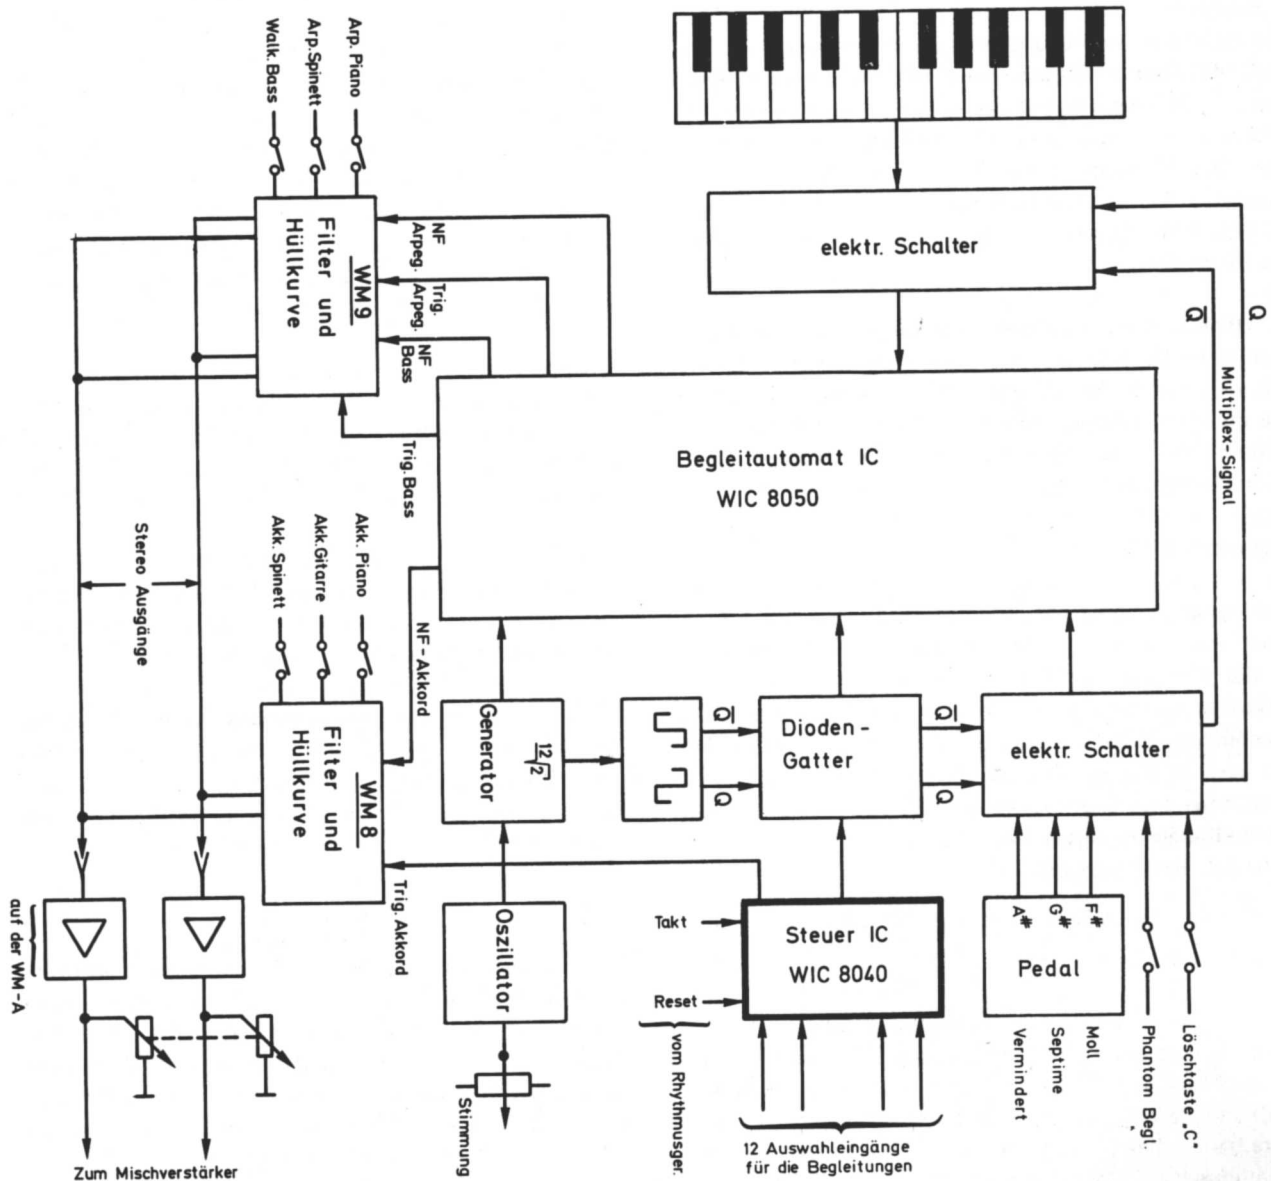 Walk. Bass
Arp. Spinett
Arp. Piano
Filter und
Hüllkurve
WM9
NF
Arpeg.
Trig.
Arpeg.
NF
Bass
Trig. Bass
elektr. Schalter
Q
Q̅
Multiplex-Signal
Begleitautomat IC
WIC 8050
Stereo Ausgänge
Akk. Spinett
Akk. Gitarre
Akk. Piano
NF-Akkord
Filter und
Hüllkurve
WM 8
Trig. Akkord
Generator
12√2
Q̅
Q
Dioden-
Gatter
Q̅
Q
elektr. Schalter
auf der WM-A
Oszillator
Stimmung
Takt
Reset
vom Rhythmusger.
Steuer IC
WIC 8040
A#
G#
F#
Pedal
Vermindert
Septime
Moll
Phantom Begl.
Löschtaste „C"
12 Auswahleingänge
für die Begleitungen
Zum Mischverstärker